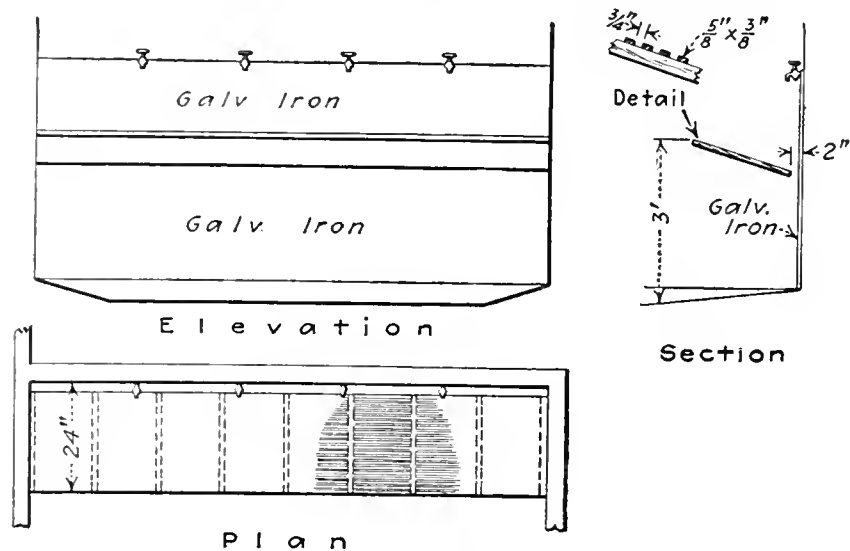 Galv. Iron
Galv. Iron
Elevation
3/4"
5/8" x 3/8"
Detail
2"
3'
Galv.
Iron
Section
24"
Plan